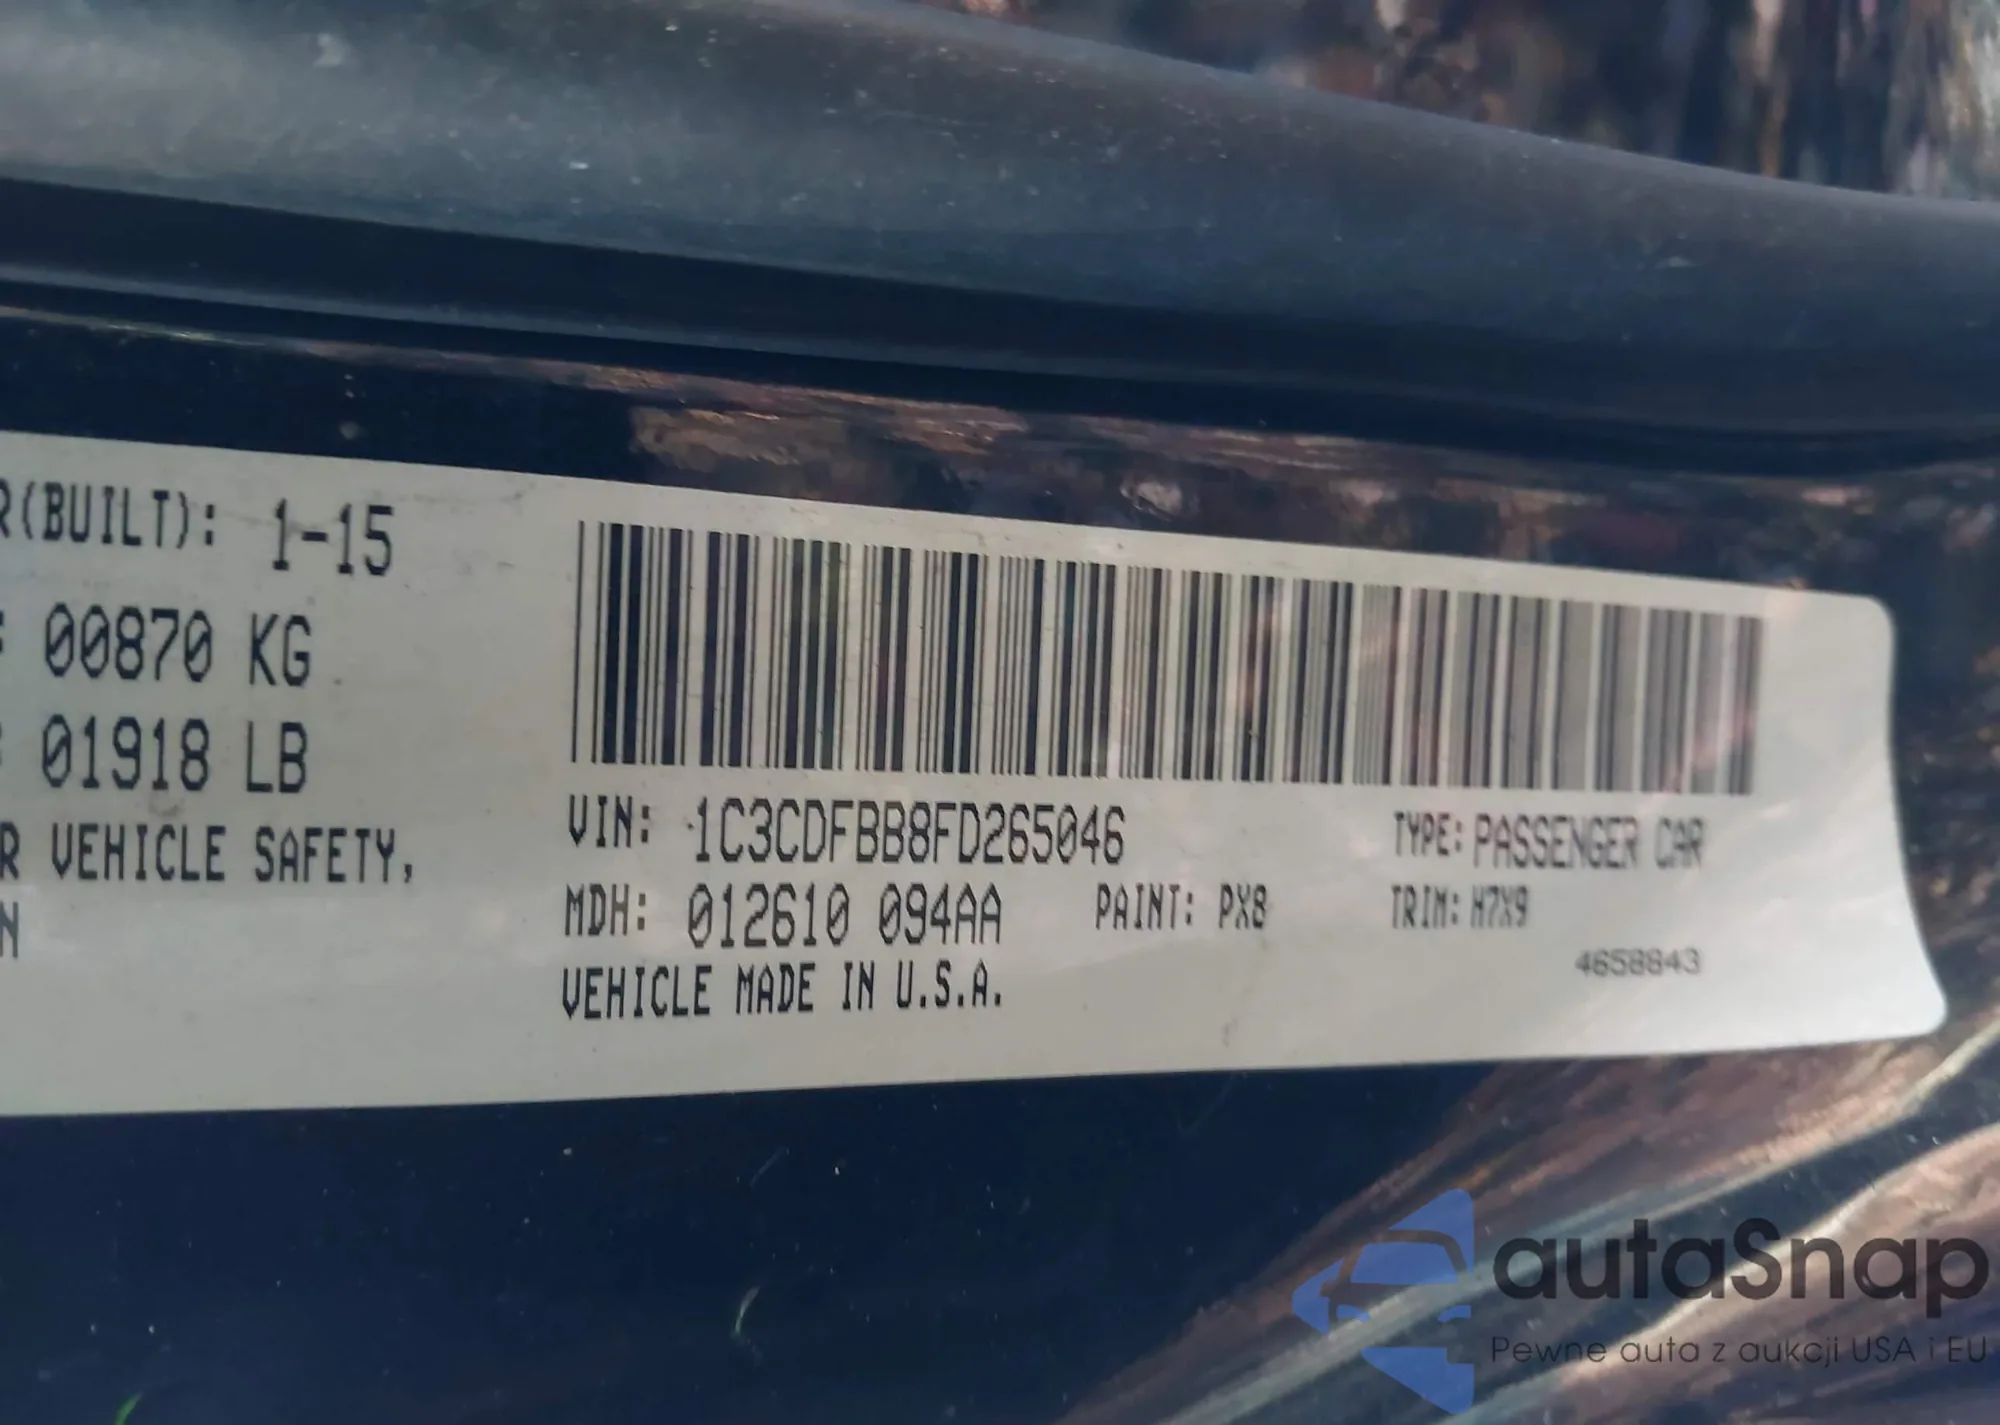 R(BUILT): 1-15
00870 KG
01918 LB
R VEHICLE SAFETY,
N
VIN: 1C3CDFBB8FD265046
TYPE: PASSENGER CAR
MDH: 012610 094AA
PAINT: PX8
TRIM: H7X9
VEHICLE MADE IN U.S.A.
4658843
autaSnap
Pewne auta z aukcji USA i EU